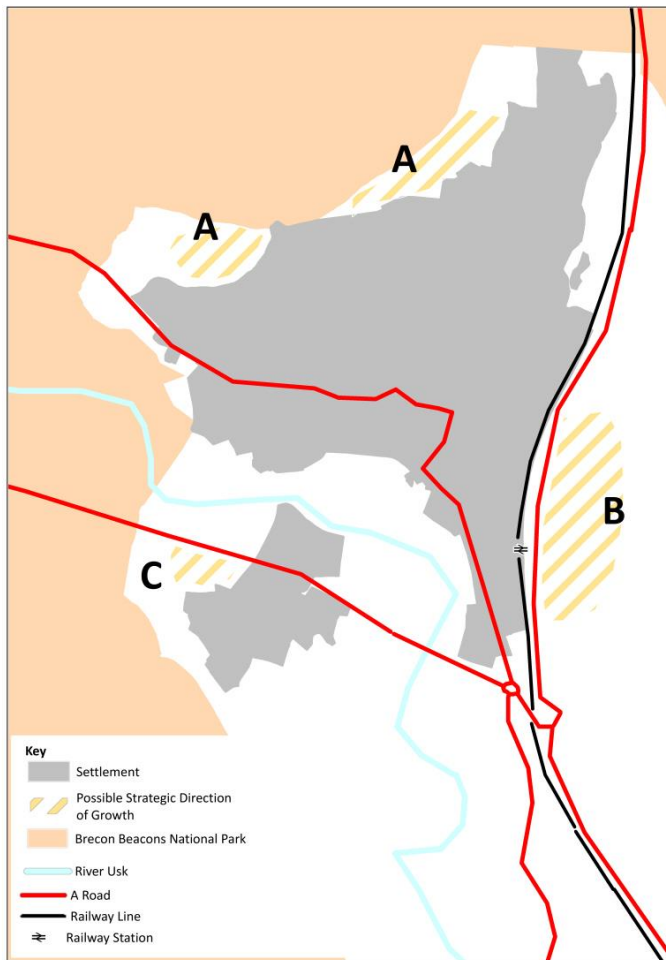 A
A
B
C
Key
Settlement
Possible Strategic Direction
of Growth
Brecon Beacons National Park
River Usk
A Road
Railway Line
Railway Station